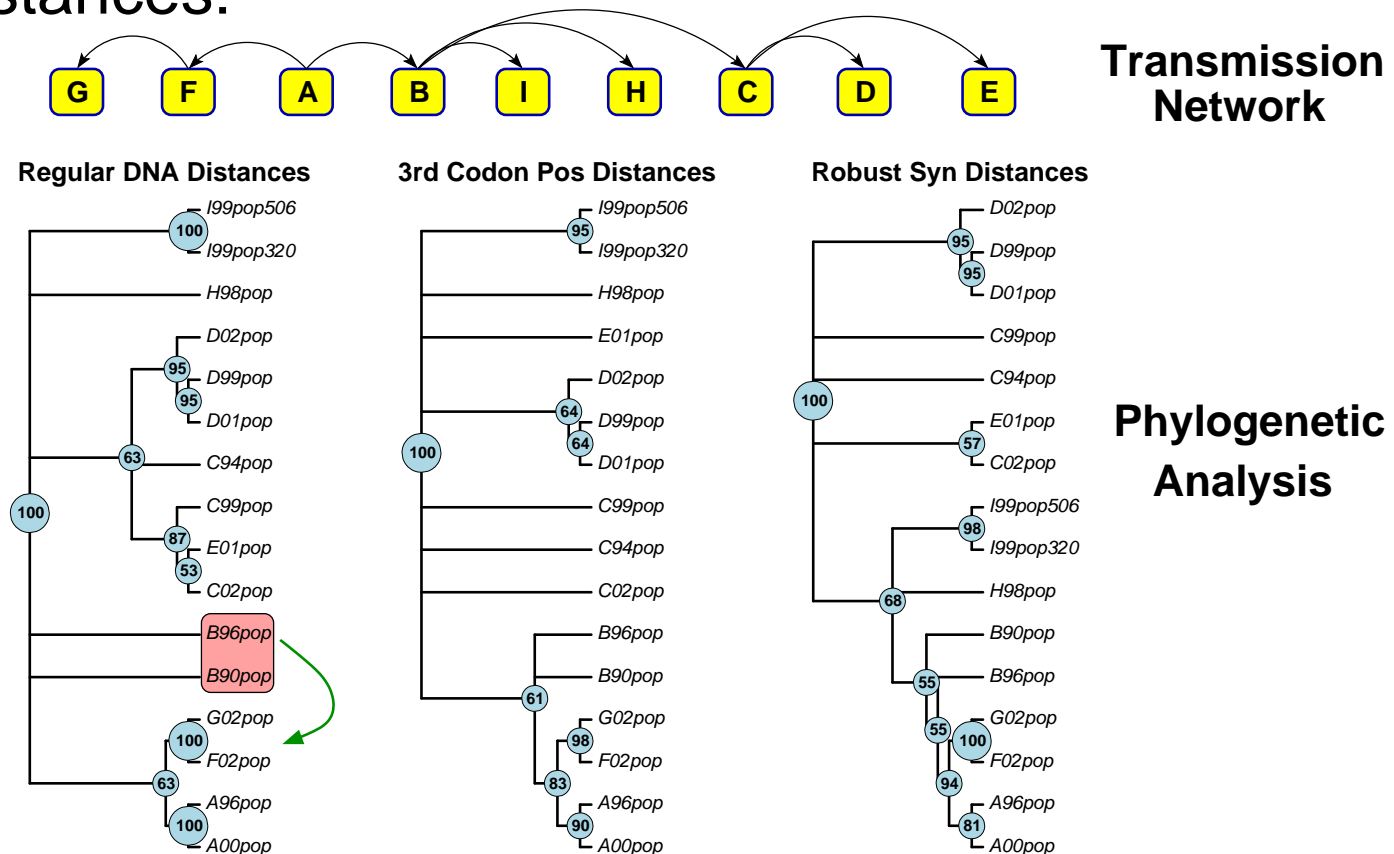 stances.
G F A B I H C D E
Transmission
Network
Regular DNA Distances
3rd Codon Pos Distances
Robust Syn Distances
I99pop506
100
I99pop320
H98pop
D02pop
95
D99pop
95
D01pop
63
C94pop
C99pop
100
87
E01pop
53
C02pop
B96pop
B90pop
G02pop
100
F02pop
63
A96pop
100
A00pop
I99pop506
95
I99pop320
H98pop
E01pop
D02pop
64
D99pop
64
D01pop
100
C99pop
C94pop
C02pop
B96pop
B90pop
61
G02pop
98
F02pop
83
A96pop
90
A00pop
D02pop
95
D99pop
95
D01pop
C99pop
C94pop
100
E01pop
57
C02pop
I99pop506
98
I99pop320
H98pop
68
B90pop
B96pop
55
G02pop
55
100
F02pop
94
A96pop
81
A00pop
Phylogenetic
Analysis